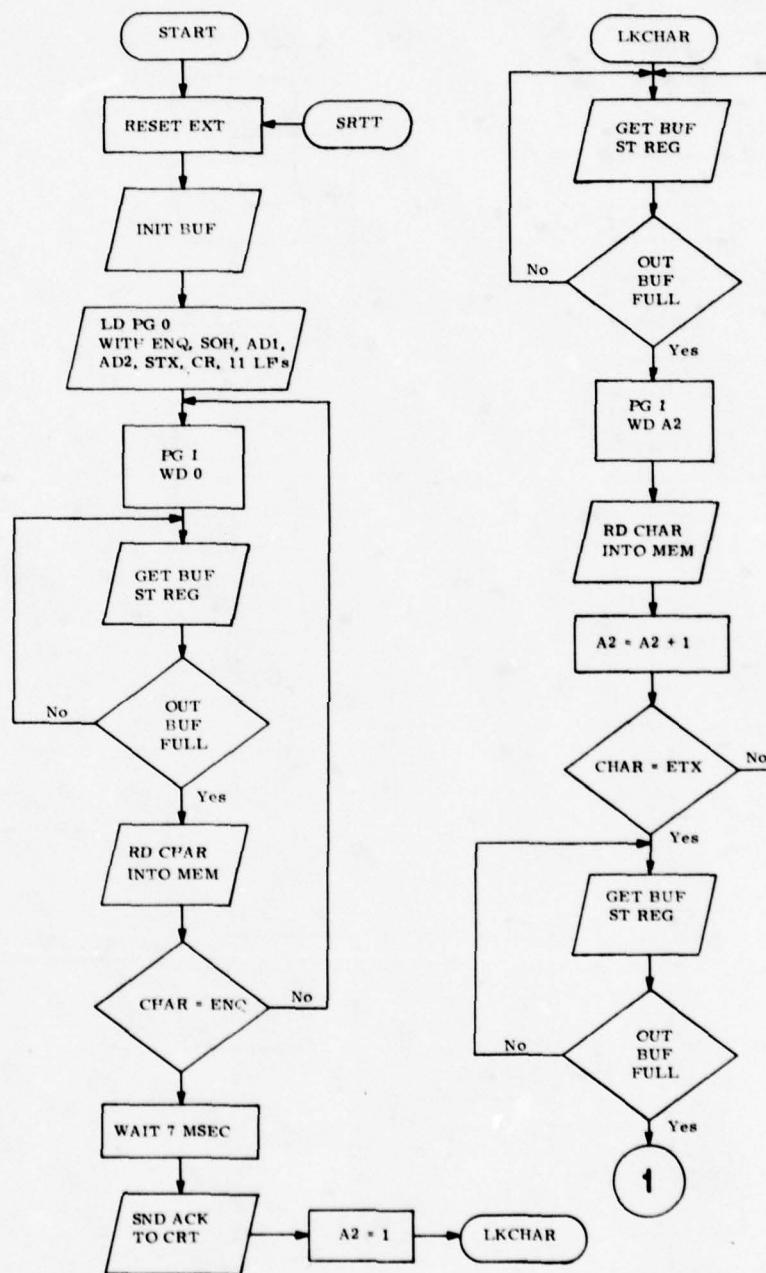 START
RESET EXT
SRTT
INIT BUF
LD PG 0
WITH ENQ, SOH, AD1,
AD2, STX, CR, 11 LF's
PG 1
WD 0
GET BUF
ST REG
OUT
BUF
FULL
No
Yes
RD CHAR
INTO MEM
CHAR = ENQ
No
WAIT 7 MSEC
SND ACK
TO CRT
A2 = 1
LKCHAR
LKCHAR
GET BUF
ST REG
OUT
BUF
FULL
No
Yes
PG 1
WD A2
RD CHAR
INTO MEM
A2 = A2 + 1
CHAR = ETX
No
Yes
GET BUF
ST REG
OUT
BUF
FULL
No
Yes
1